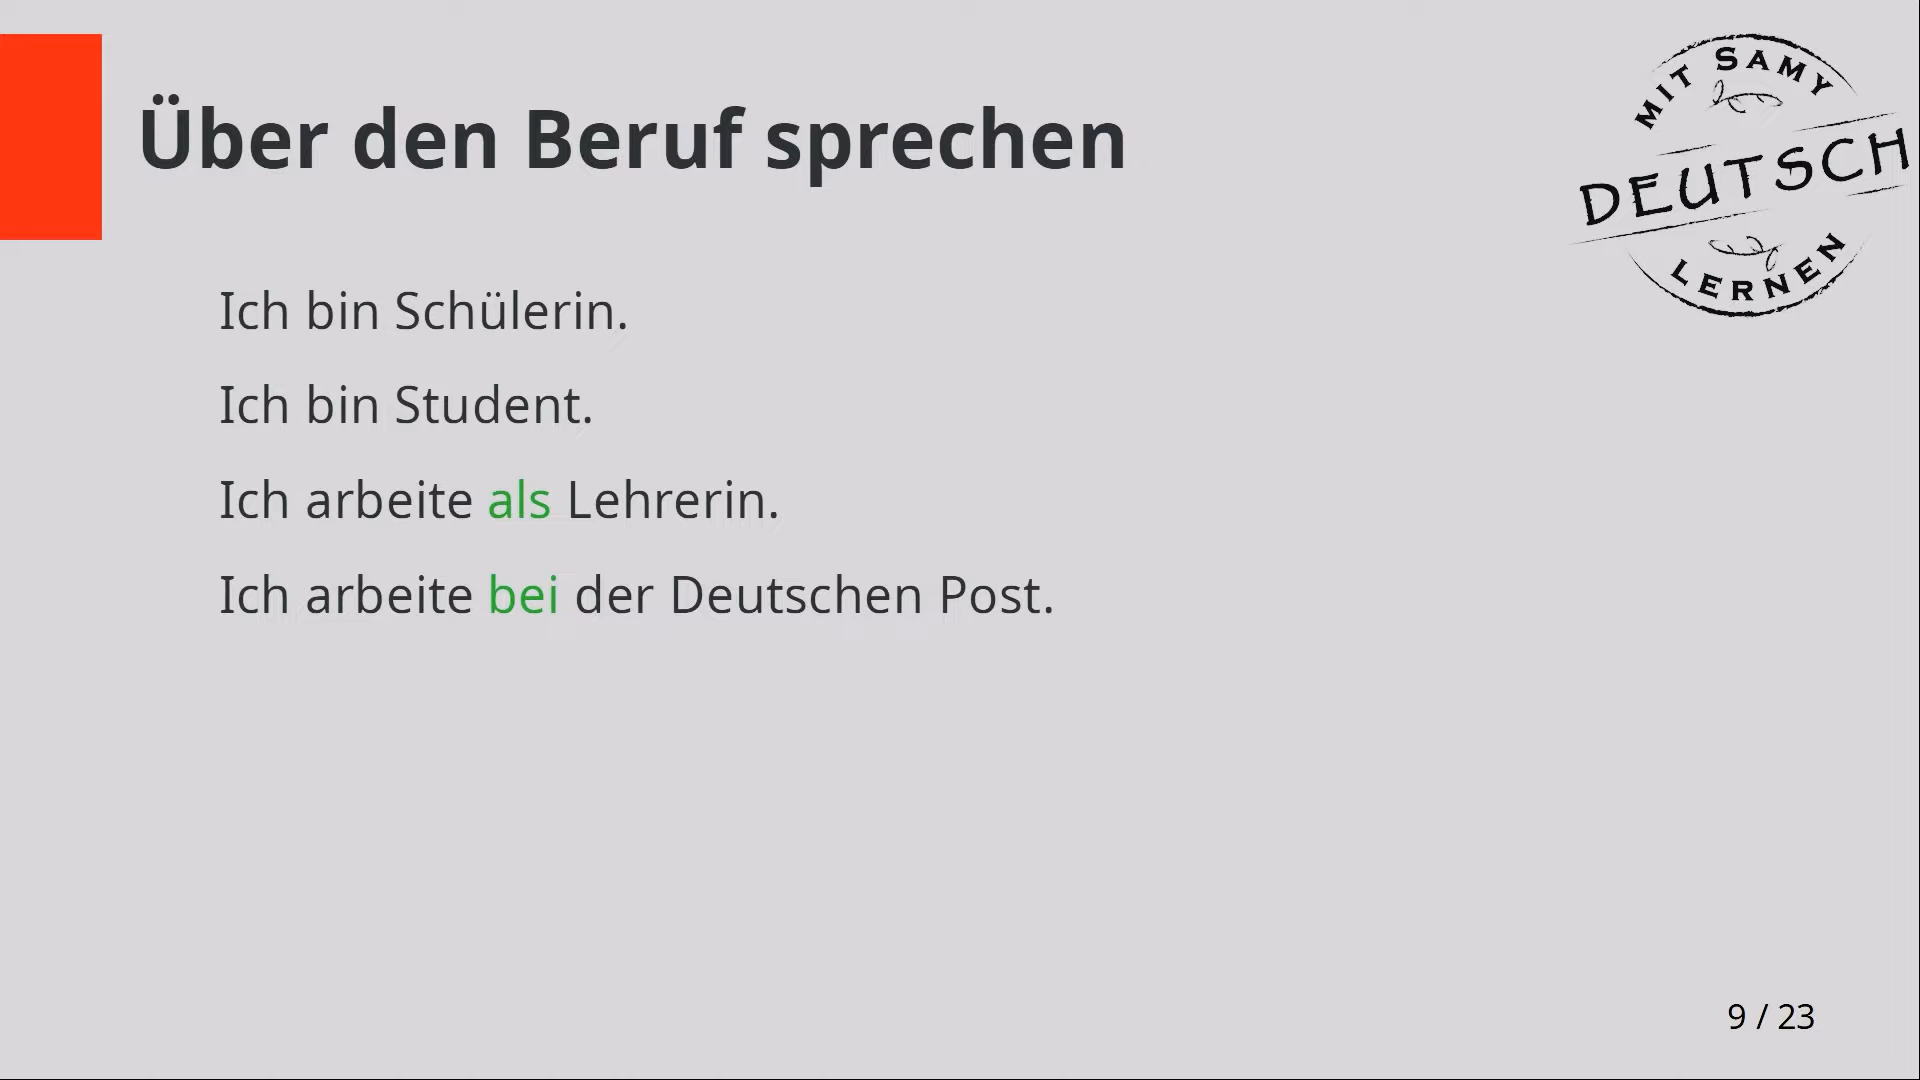 Über den Beruf sprechen
MIT SAMY
DEUTSCH
LERNEN
Ich bin Schülerin.
Ich bin Student.
Ich arbeite als Lehrerin.
Ich arbeite bei der Deutschen Post.
9 / 23